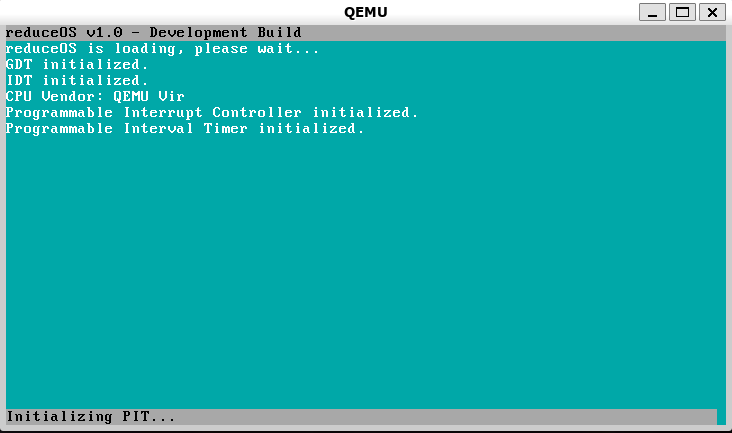 QEMU
reduceOS v1.0 - Development Build
reduceOS is loading, please wait...
GDT initialized.
IDT initialized.
CPU Vendor: QEMU Vir
Programmable Interrupt Controller initialized.
Programmable Interval Timer initialized.
Initializing PIT...